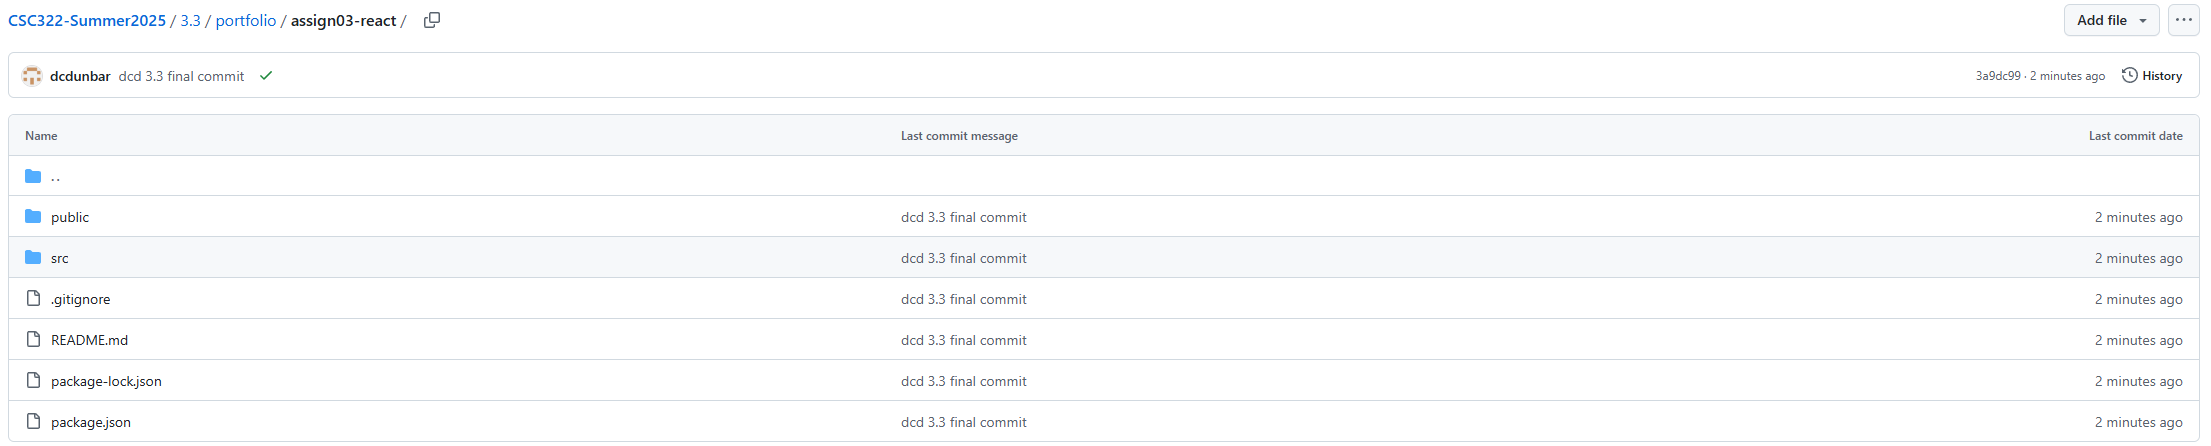 CSC322-Summer2025 / 3.3 / portfolio / assign03-react /
Add file
dcdunbar dcd 3.3 final commit
3a9dc99 · 2 minutes ago
History
Name Last commit message Last commit date
..
public dcd 3.3 final commit 2 minutes ago
src dcd 3.3 final commit 2 minutes ago
.gitignore dcd 3.3 final commit 2 minutes ago
README.md dcd 3.3 final commit 2 minutes ago
package-lock.json dcd 3.3 final commit 2 minutes ago
package.json dcd 3.3 final commit 2 minutes ago